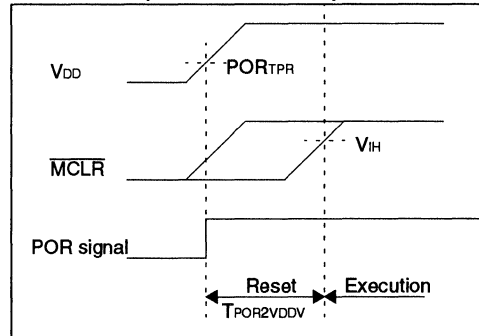 VDD
PORTPR
MCLR
VIH
POR signal
Reset
Execution
TPOR2VDDV